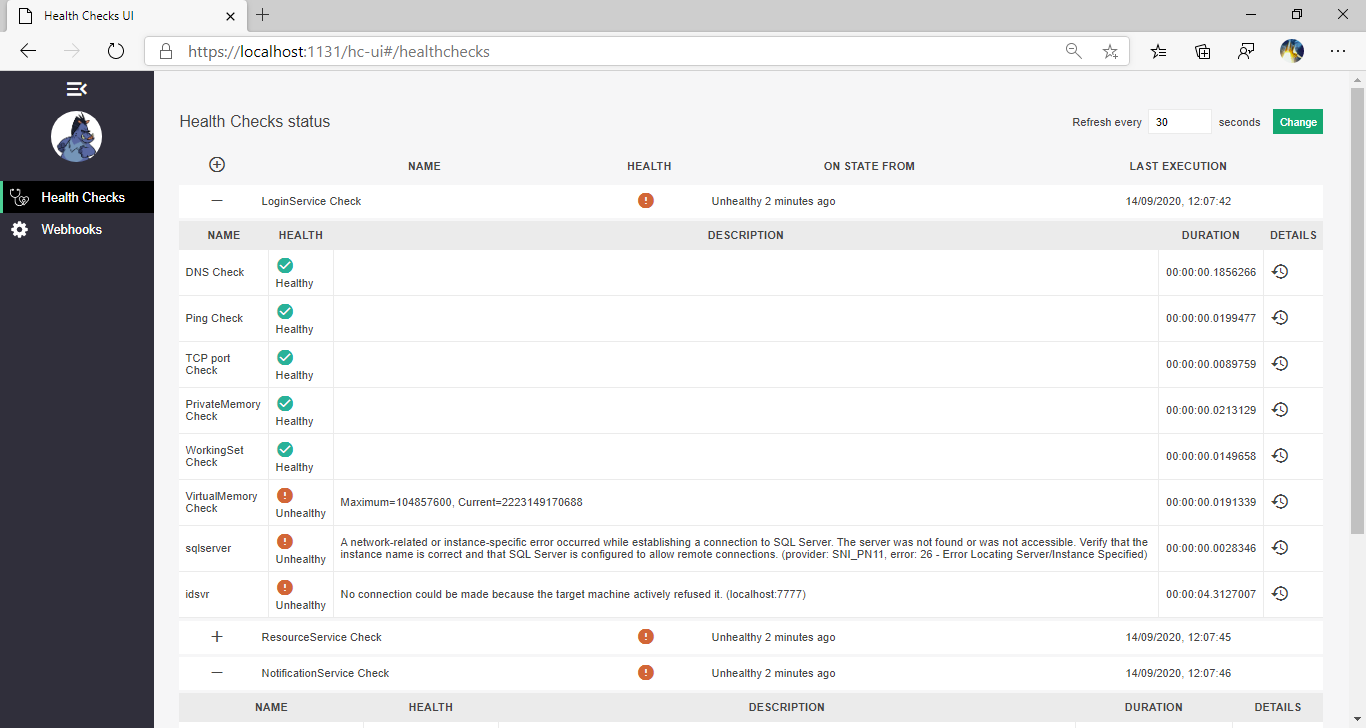 Health Checks UI
https://localhost:1131/hc-ui#/healthchecks
Health Checks
Webhooks
Health Checks status
Refresh every 30 seconds Change
NAME HEALTH ON STATE FROM LAST EXECUTION
LoginService Check Unhealthy 2 minutes ago 14/09/2020, 12:07:42
NAME HEALTH DESCRIPTION DURATION DETAILS
DNS Check Healthy 00:00:00.1856266
Ping Check Healthy 00:00:00.0199477
TCP port
Check
Healthy 00:00:00.0089759
PrivateMemory
Check
Healthy 00:00:00.0213129
WorkingSet
Check
Healthy 00:00:00.0149658
VirtualMemory
Check
Unhealthy Maximum=104857600, Current=2223149170688 00:00:00.0191339
sqlserver Unhealthy
A network-related or instance-specific error occurred while establishing a connection to SQL Server. The server was not found or was not accessible. Verify that the
instance name is correct and that SQL Server is configured to allow remote connections. (provider: SNI_PN11, error: 26 - Error Locating Server/Instance Specified)
00:00:00.0028346
idsvr Unhealthy No connection could be made because the target machine actively refused it. (localhost:7777) 00:00:04.3127007
ResourceService Check Unhealthy 2 minutes ago 14/09/2020, 12:07:45
NotificationService Check Unhealthy 2 minutes ago 14/09/2020, 12:07:46
NAME HEALTH DESCRIPTION DURATION DETAILS